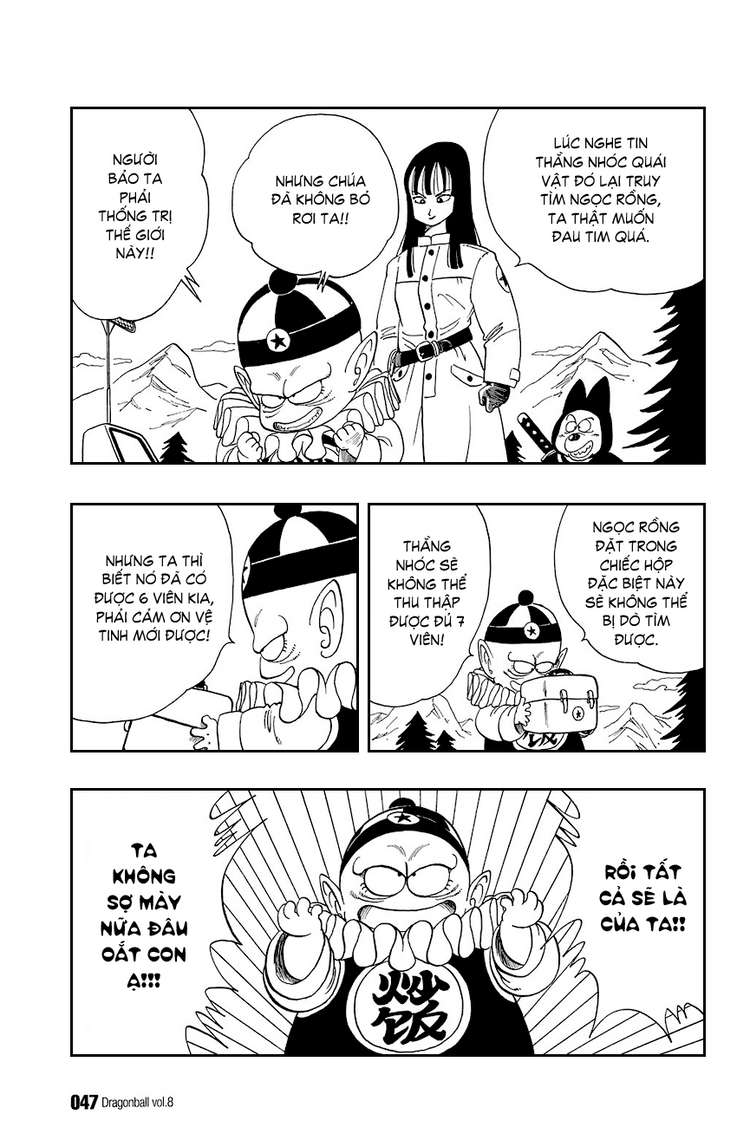 LÚC NGHE TIN
THẰNG NHÓC QUÁI
VẬT ĐÓ LẠI TRUY
TÌM NGỌC RỒNG,
TA THẬT MUỐN
ĐAU TIM QUÁ.
NHƯNG CHÚA
ĐÃ KHÔNG BỎ
RƠI TA!!
NGƯỜI
BẢO TA
PHẢI
THỐNG TRỊ
THẾ GIỚI
NÀY!!
NGỌC RỒNG
ĐẶT TRONG
CHIẾC HỘP
ĐẶC BIỆT NÀY
SẼ KHÔNG THỂ
BỊ DÒ TÌM
ĐƯỢC.
THẰNG
NHÓC SẼ
KHÔNG THỂ
THU THẬP
ĐƯỢC ĐỦ 7
VIÊN!
NHƯNG TA THÌ
BIẾT NÓ ĐÃ CÓ
ĐƯỢC 6 VIÊN KIA,
PHẢI CÁM ƠN VỆ
TINH MỚI ĐƯỢC!
RỒI TẤT
CẢ SẼ LÀ
CỦA TA!!
TA
KHÔNG
SỢ MÀY
NỮA ĐÂU
OẮT CON
Ạ!!!
炒飯
AAA
047 Dragonball vol.8